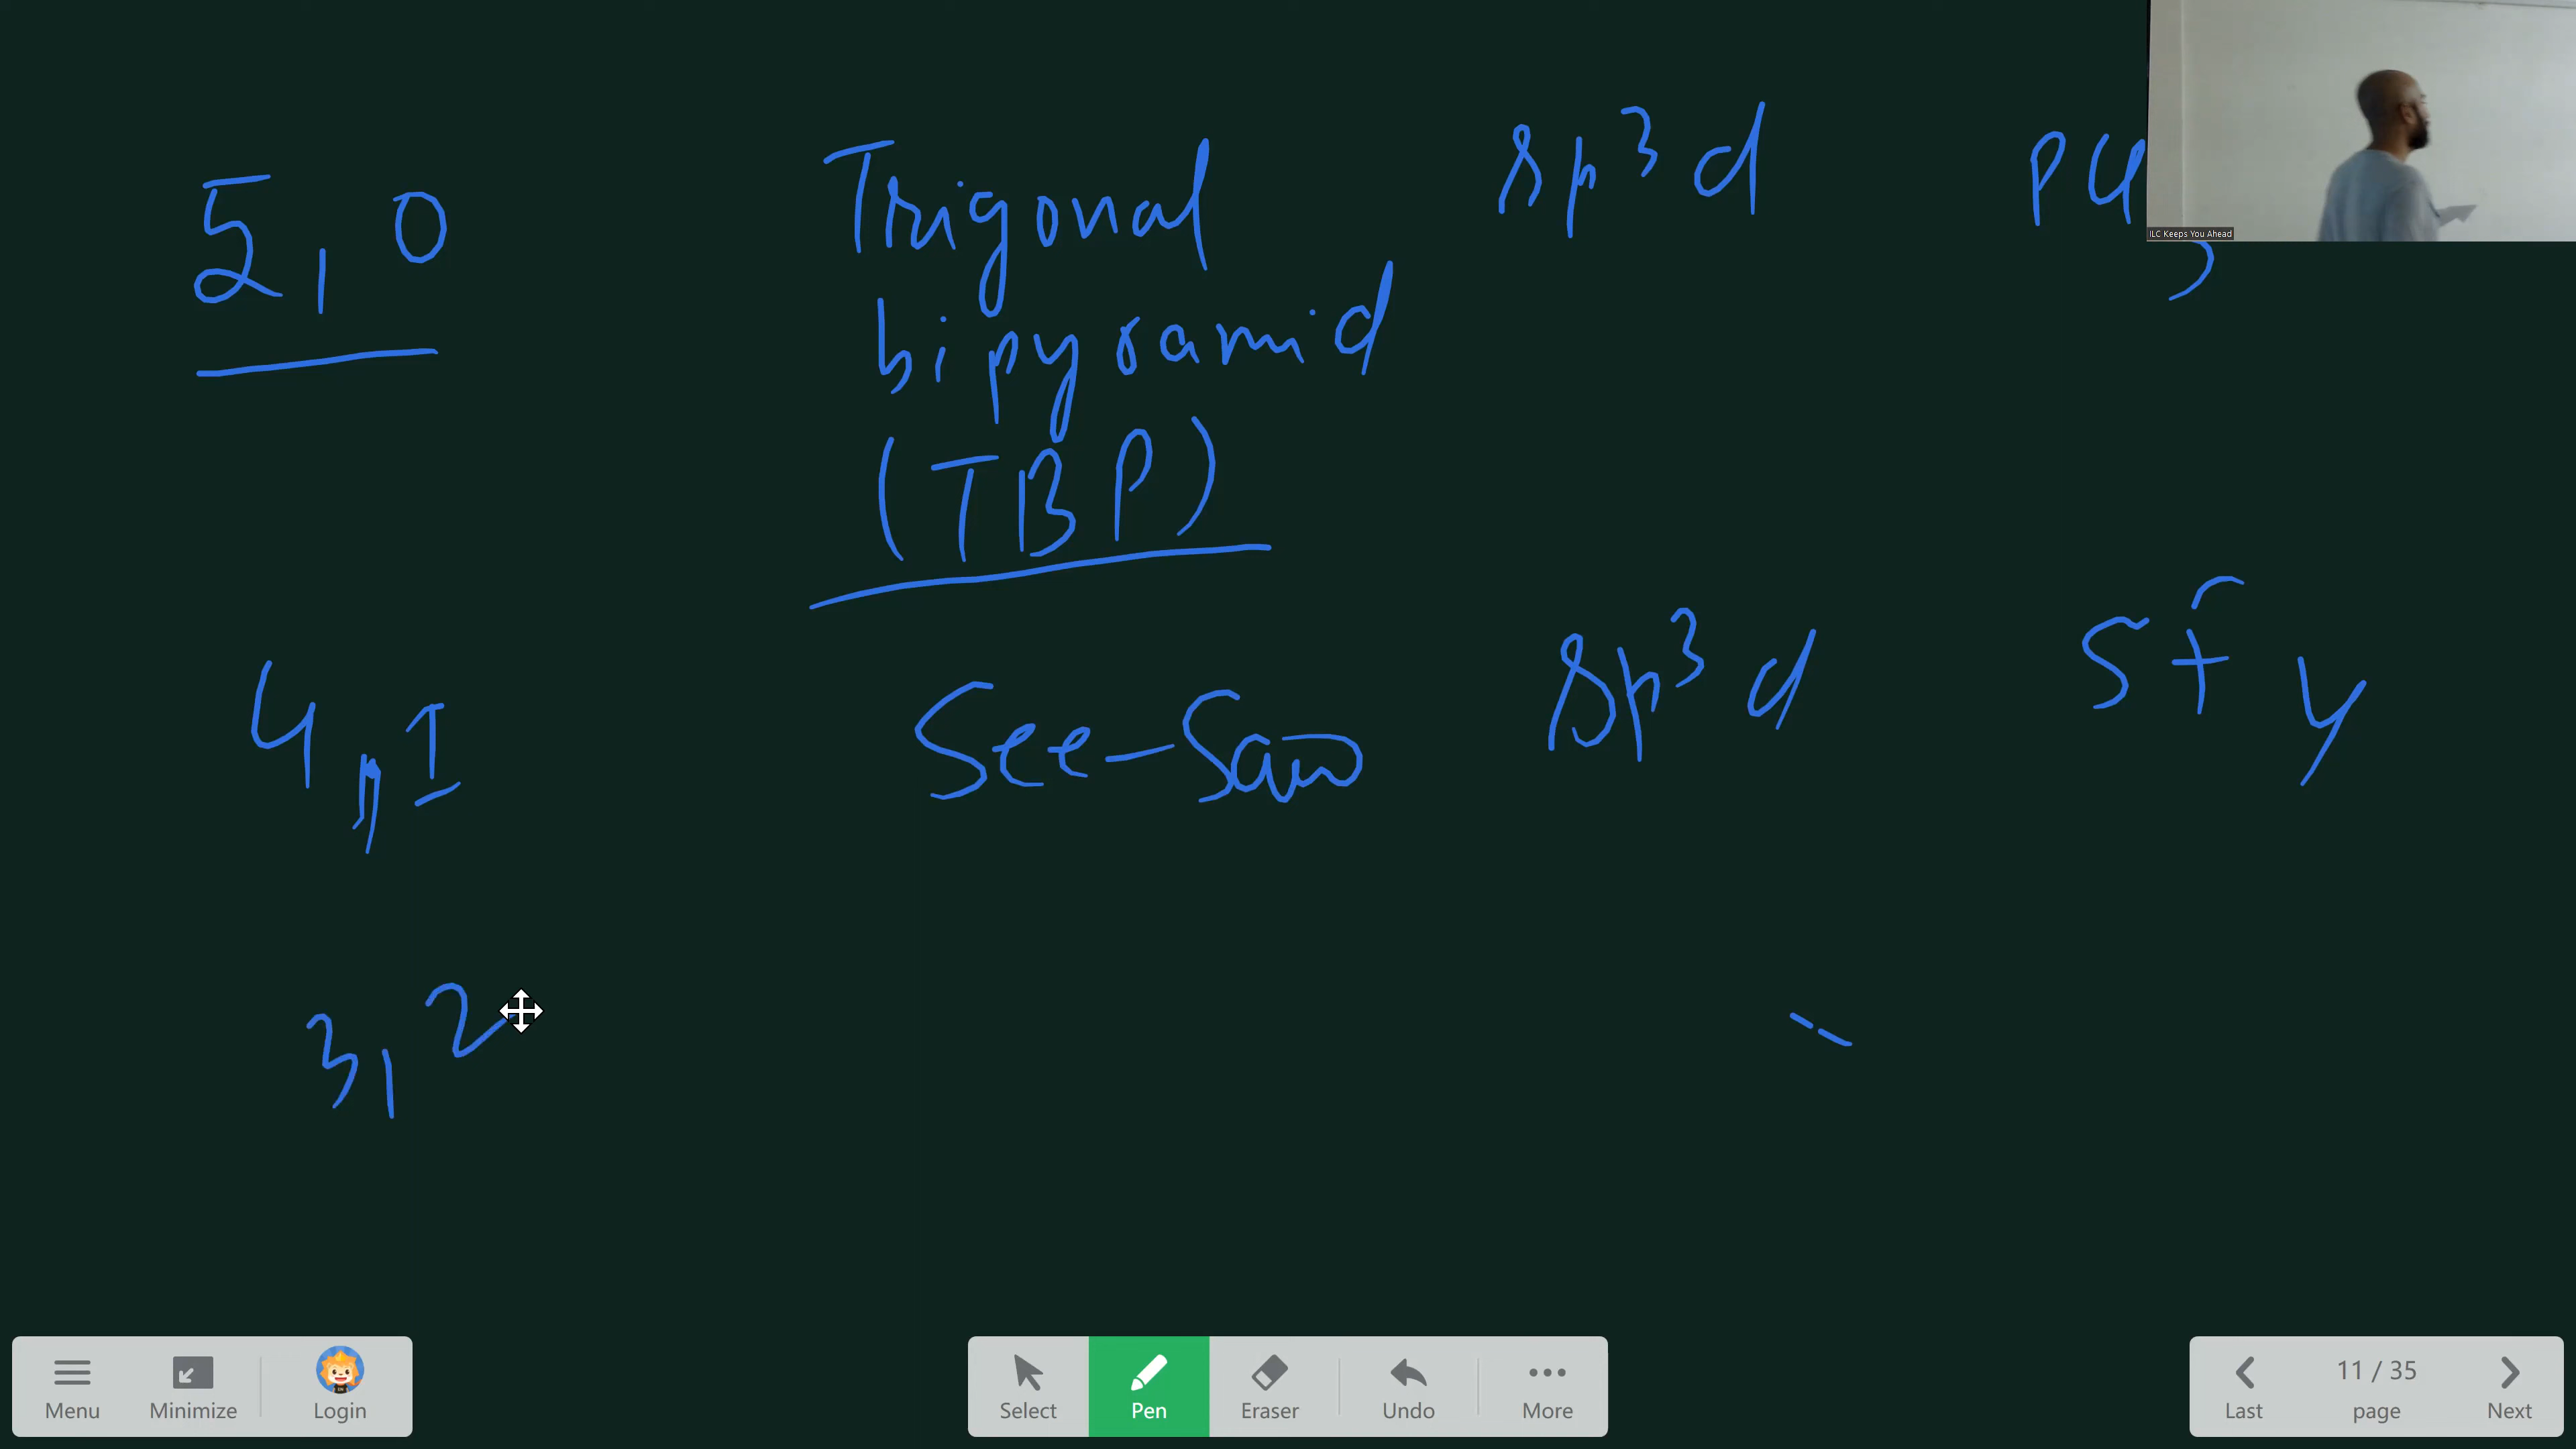 5,0 Trigonal sp³d
bipyramid 5
(TBP)
4,1 See-Saw sp³d SF4
3,2
ILC Keeps You Ahead
Menu Minimize Login Select Pen Eraser Undo More Last 11 / 35 page Next